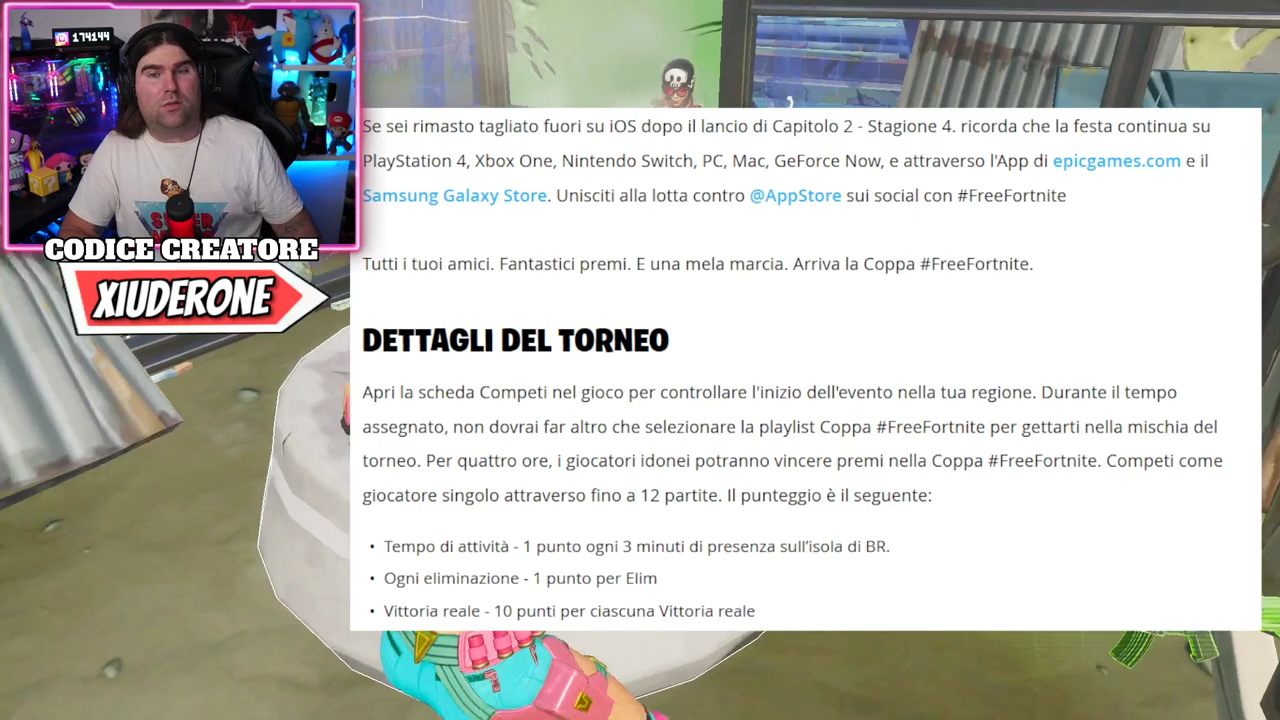 174144
CODICE CREATORE
XIUDERONE
Se sei rimasto tagliato fuori su iOS dopo il lancio di Capitolo 2 - Stagione 4. ricorda che la festa continua su
PlayStation 4, Xbox One, Nintendo Switch, PC, Mac, GeForce Now, e attraverso l'App di epicgames.com e il
Samsung Galaxy Store. Unisciti alla lotta contro @AppStore sui social con #FreeFortnite
Tutti i tuoi amici. Fantastici premi. E una mela marcia. Arriva la Coppa #FreeFortnite.
DETTAGLI DEL TORNEO
Apri la scheda Competi nel gioco per controllare l'inizio dell'evento nella tua regione. Durante il tempo
assegnato, non dovrai far altro che selezionare la playlist Coppa #FreeFortnite per gettarti nella mischia del
torneo. Per quattro ore, i giocatori idonei potranno vincere premi nella Coppa #FreeFortnite. Competi come
giocatore singolo attraverso fino a 12 partite. Il punteggio è il seguente:
• Tempo di attività - 1 punto ogni 3 minuti di presenza sull’isola di BR.
• Ogni eliminazione - 1 punto per Elim
• Vittoria reale - 10 punti per ciascuna Vittoria reale